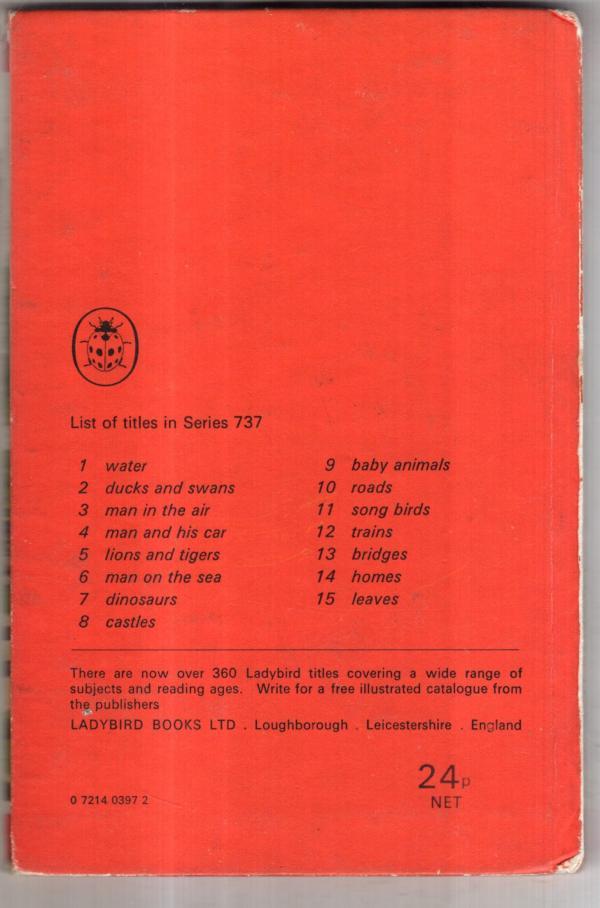 List of titles in Series 737
1 water
2 ducks and swans
3 man in the air
4 man and his car
5 lions and tigers
6 man on the sea
7 dinosaurs
8 castles
9 baby animals
10 roads
11 song birds
12 trains
13 bridges
14 homes
15 leaves
There are now over 360 Ladybird titles covering a wide range of
subjects and reading ages. Write for a free illustrated catalogue from
the publishers
LADYBIRD BOOKS LTD . Loughborough . Leicestershire . England
0 7214 0397 2
24p
NET